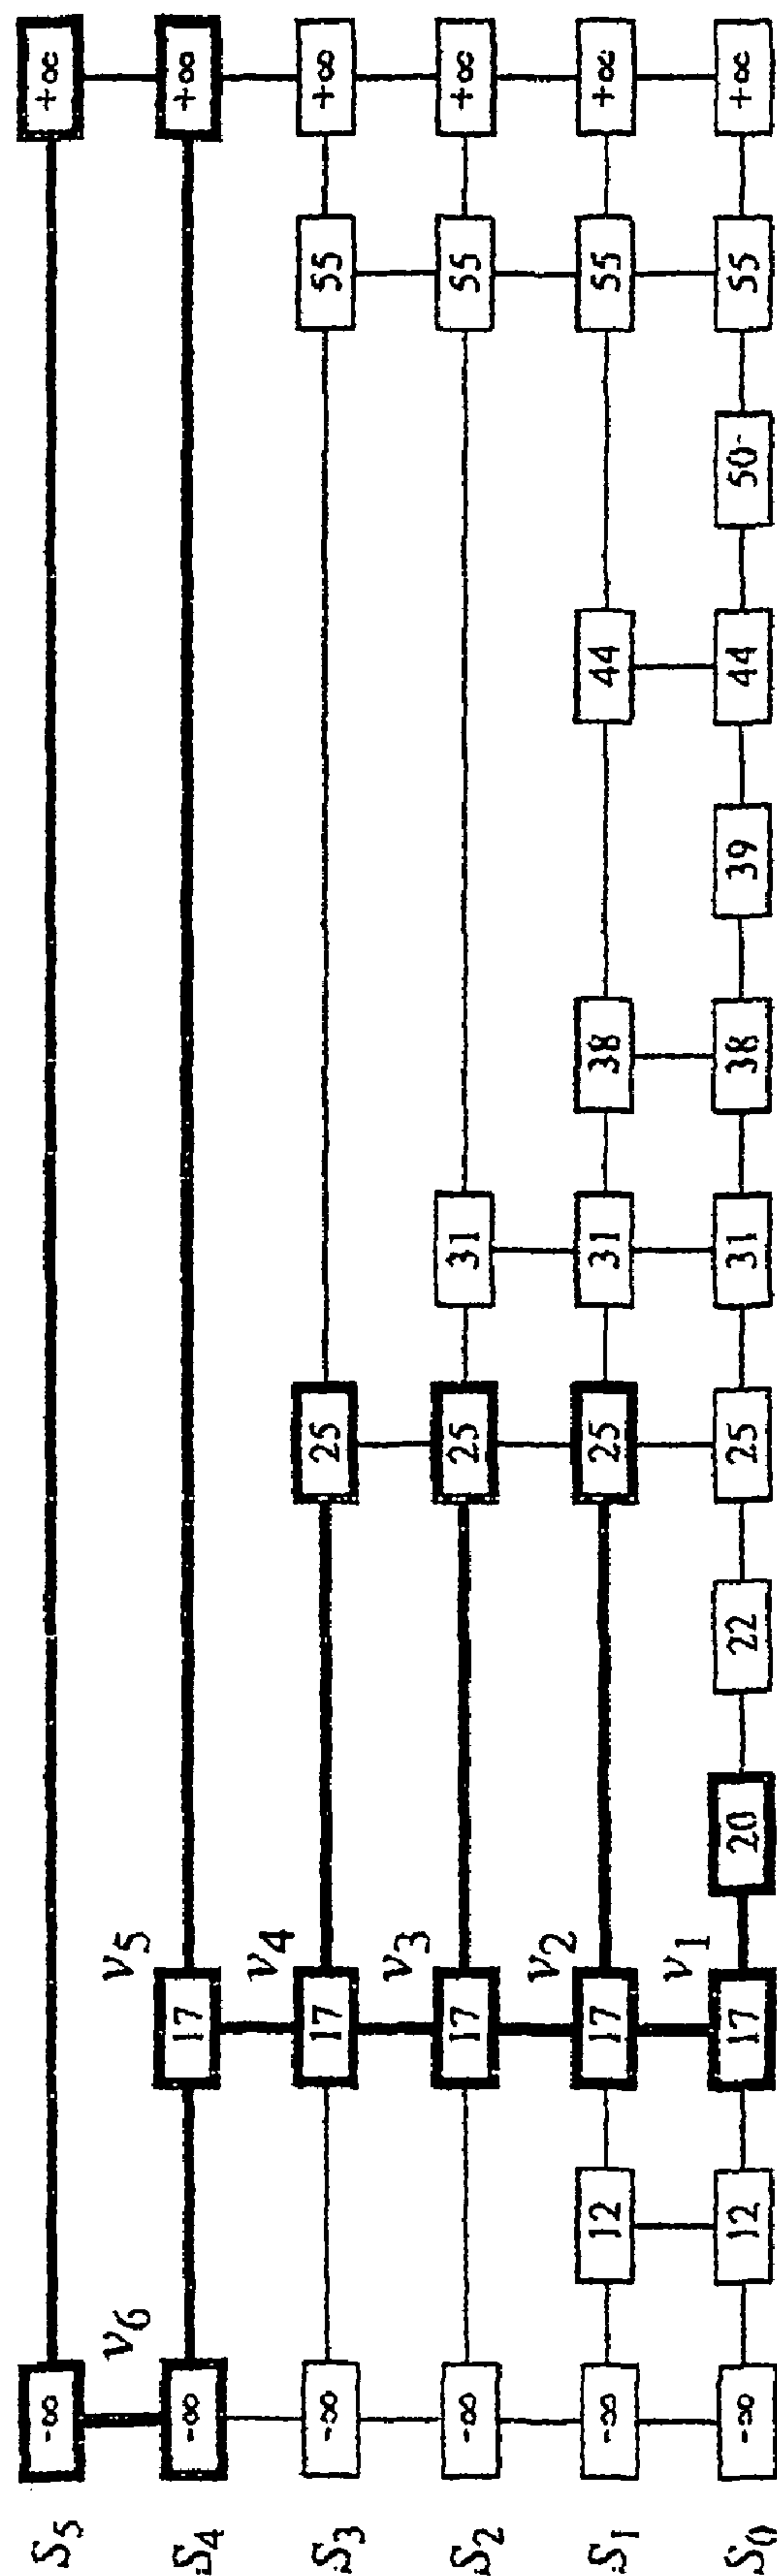 S5 -∞ +∞
v6 v5
S4 -∞ 17 +∞
v4
S3 -∞ 17 25 55 +∞
v3
S2 -∞ 17 25 31 55 +∞
v2
S1 -∞ 12 17 25 31 38 44 55 +∞
v1
S0 -∞ 12 17 20 22 25 31 38 39 44 50 55 +∞